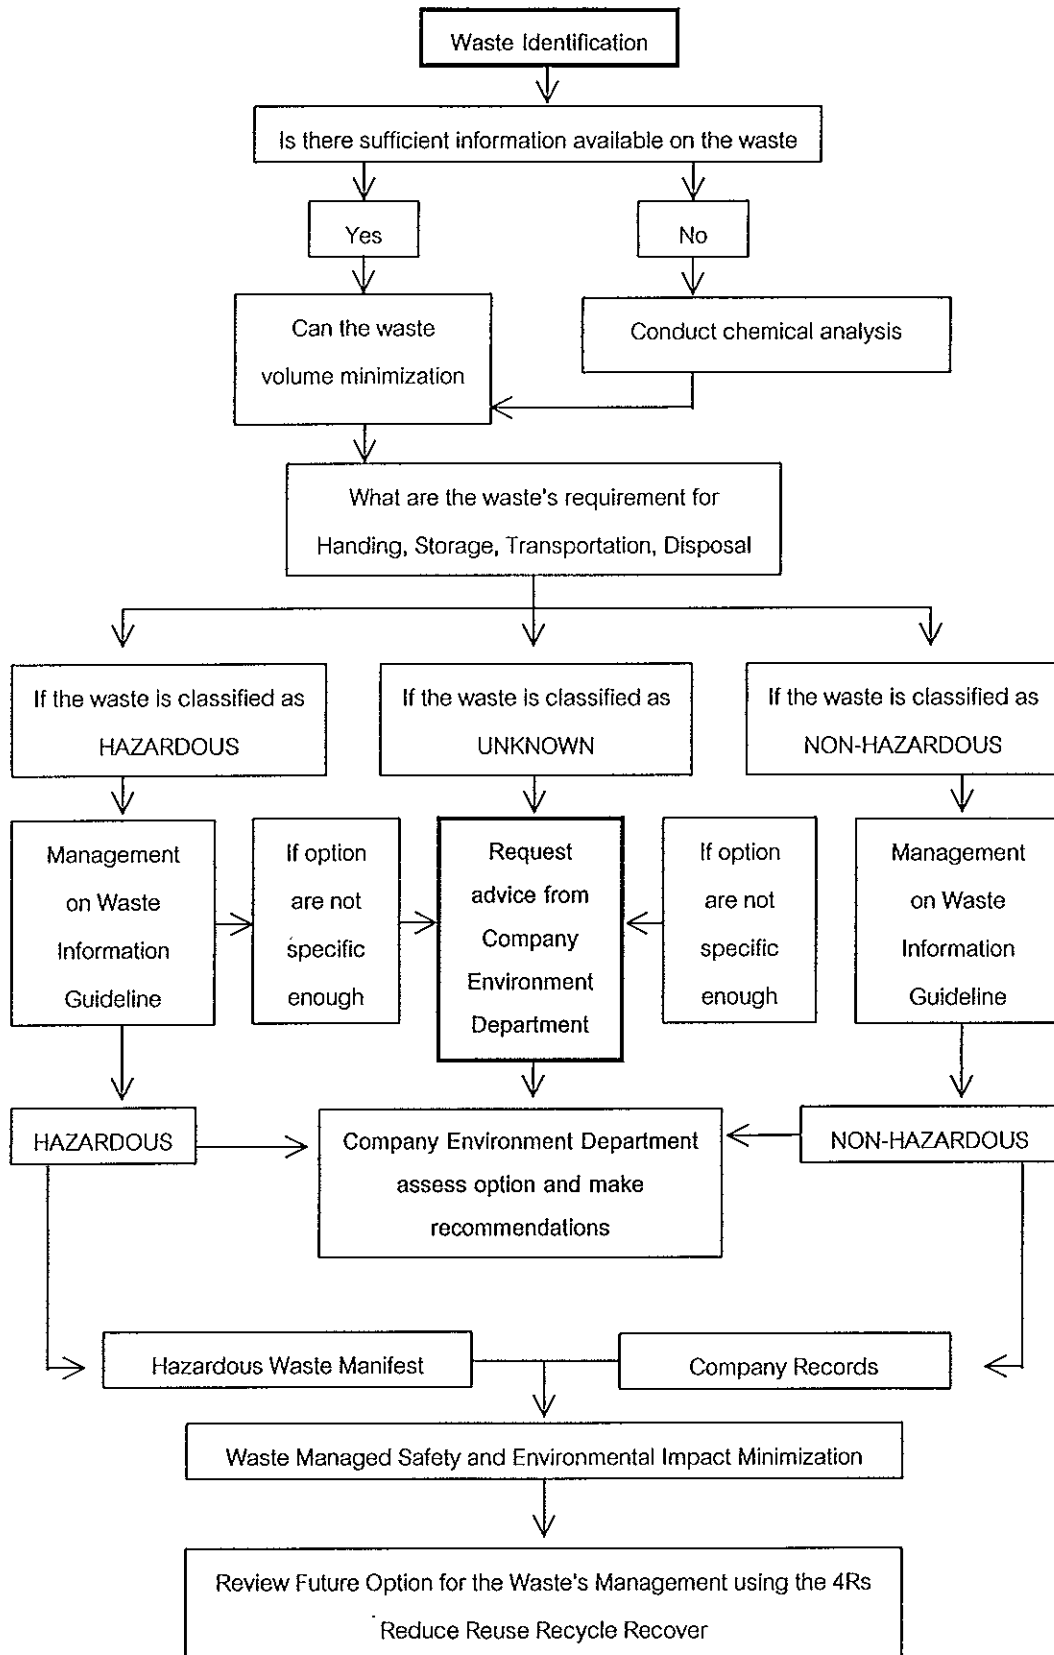 Waste Identification
Is there sufficient information available on the waste
Yes
No
Can the waste
volume minimization
Conduct chemical analysis
What are the waste's requirement for
Handing, Storage, Transportation, Disposal
If the waste is classified as
HAZARDOUS
If the waste is classified as
UNKNOWN
If the waste is classified as
NON-HAZARDOUS
Management
on Waste
Information
Guideline
If option
are not
specific
enough
Request
advice from
Company
Environment
Department
If option
are not
specific
enough
Management
on Waste
Information
Guideline
HAZARDOUS
Company Environment Department
assess option and make
recommendations
NON-HAZARDOUS
Hazardous Waste Manifest
Company Records
Waste Managed Safety and Environmental Impact Minimization
Review Future Option for the Waste's Management using the 4Rs
Reduce Reuse Recycle Recover